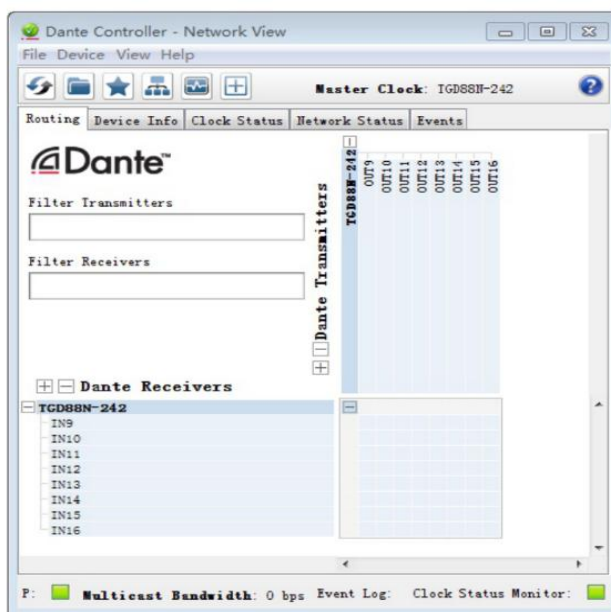 Dante Controller - Network View
File Device View Help
Master Clock: TGD88N-242
Routing Device Info Clock Status Network Status Events
Dante™
Filter Transmitters
Filter Receivers
Dante Transmitters
TGD88N-242
OUT9
OUT10
OUT11
OUT12
OUT13
OUT14
OUT15
OUT16
Dante Receivers
TGD88N-242
IN9
IN10
IN11
IN12
IN13
IN14
IN15
IN16
P: Multicast Bandwidth: 0 bps Event Log: Clock Status Monitor: